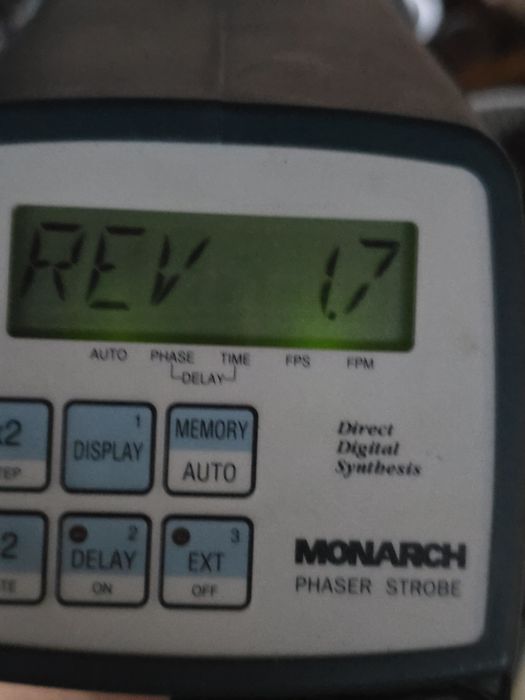 REV 1.7
AUTO PHASE TIME FPS FPM
DELAY
x2 DISPLAY 1 MEMORY
AUTO
Direct
Digital
Synthesis
2 DELAY 2 EXT 3
ON OFF
MONARCH
PHASER STROBE